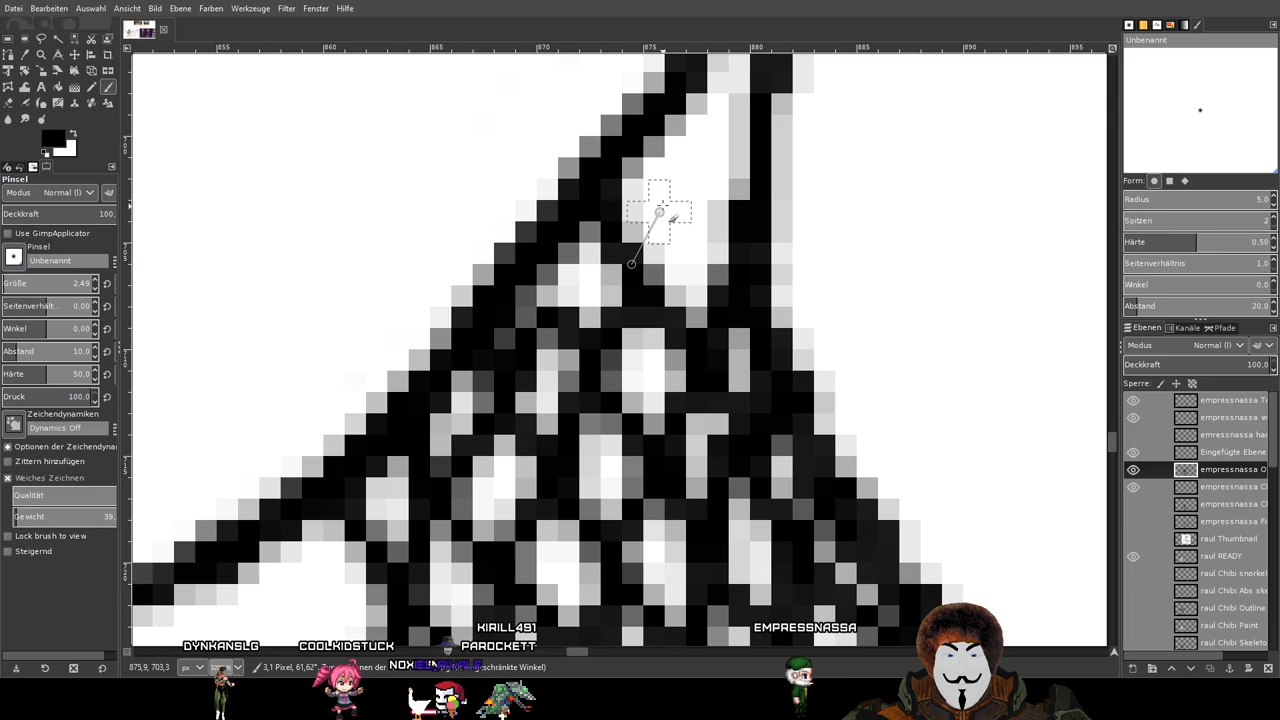 Datei Bearbeiten Auswahl Ansicht Ebene Bild Farben Werkzeuge Filter Fenster Hilfe
855 860 865 870 875 880 885 890 895
Unbenannt
Pinsel
Modus Normal (l)
Deckkraft 100,
Use GimpApplicator
Pinsel
Unbenannt
Größe 2,49
Seitenverhält... 0.00
Winkel 0,00
Abstand 10,0
Härte 50.0
Druck 100,0
Zeichendynamiken
Dynamics Off
Optionen der Zeichendyna
Zittern hinzufügen
Weiches Zeichnen
Qualität
Gewicht 39.
Lock brush to view
Steigernd
Form:
Radius 5,0
Spitzen 2
Härte 0,50
Seitenverhältnis 1.0
Winkel 0,0
Abstand 20,0
Ebenen Kanäle Pfade
Modus Normal (l)
Deckkraft 100,0
Sperre:
empressnassa w
emressnassa ha
Eingefügte Ebene
empressnassa O
empressnassa C
empressnassa C
empressnassa Fi
raul Thumbnail
raul READY
raul Chibi snorkel
raul Chibi Abs sk
raul Chibi Outline
raul Chibi Paint
raul Chibi Skeleto
875,9, 703,3 px 3,1 Pixel, 61,62°.
KIRILL491 EMPRESSNASSA
DYNKANSLG COOLKIDSTUCK PAROCKETT